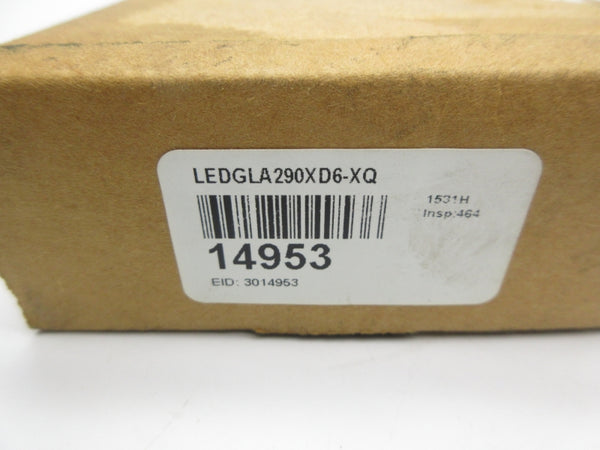 LEDGLA290XD6-XQ
1531H
Insp:464
14953
EID: 3014953